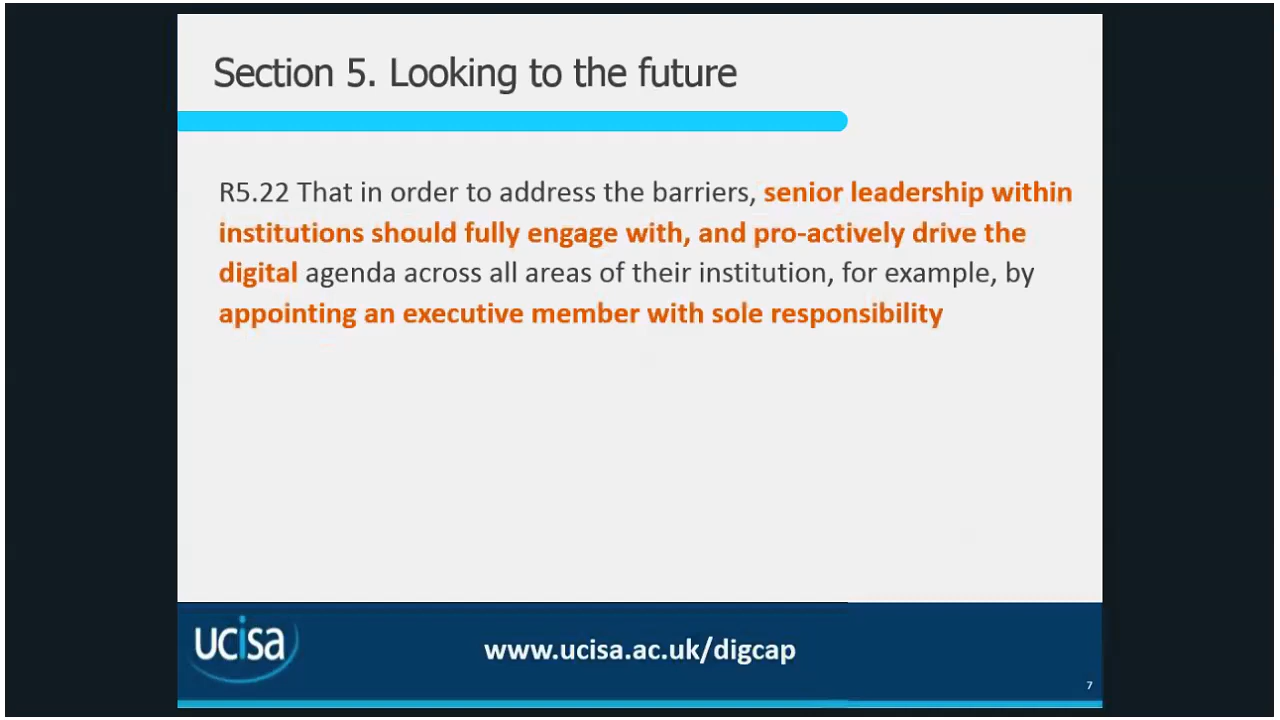 Section 5. Looking to the future
R5.22 That in order to address the barriers, senior leadership within
institutions should fully engage with, and pro-actively drive the
digital agenda across all areas of their institution, for example, by
appointing an executive member with sole responsibility
ucisa
www.ucisa.ac.uk/digcap
7